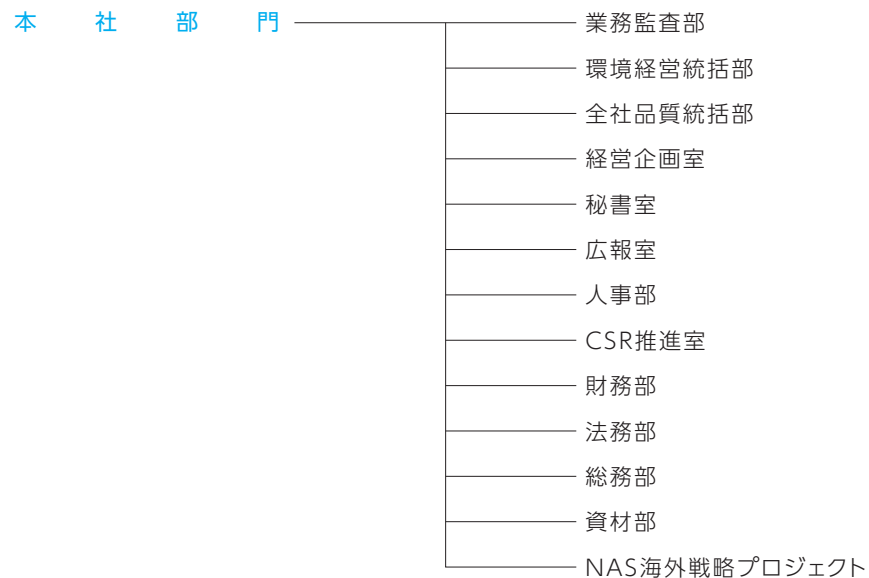 本社部門
業務監査部
環境経営統括部
全社品質統括部
経営企画室
秘書室
広報室
人事部
CSR推進室
財務部
法務部
総務部
資材部
NAS海外戦略プロジェクト